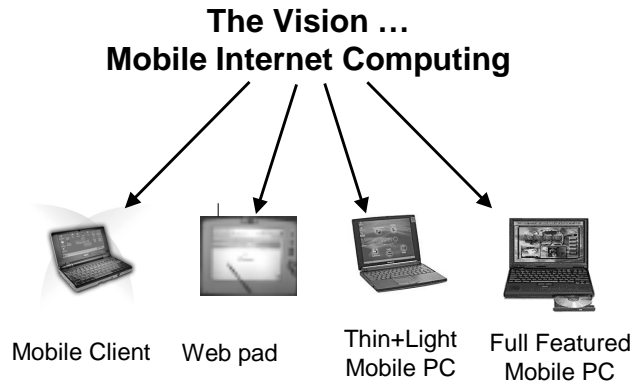 The Vision …
Mobile Internet Computing
Mobile Client
Web pad
Thin+Light
Mobile PC
Full Featured
Mobile PC